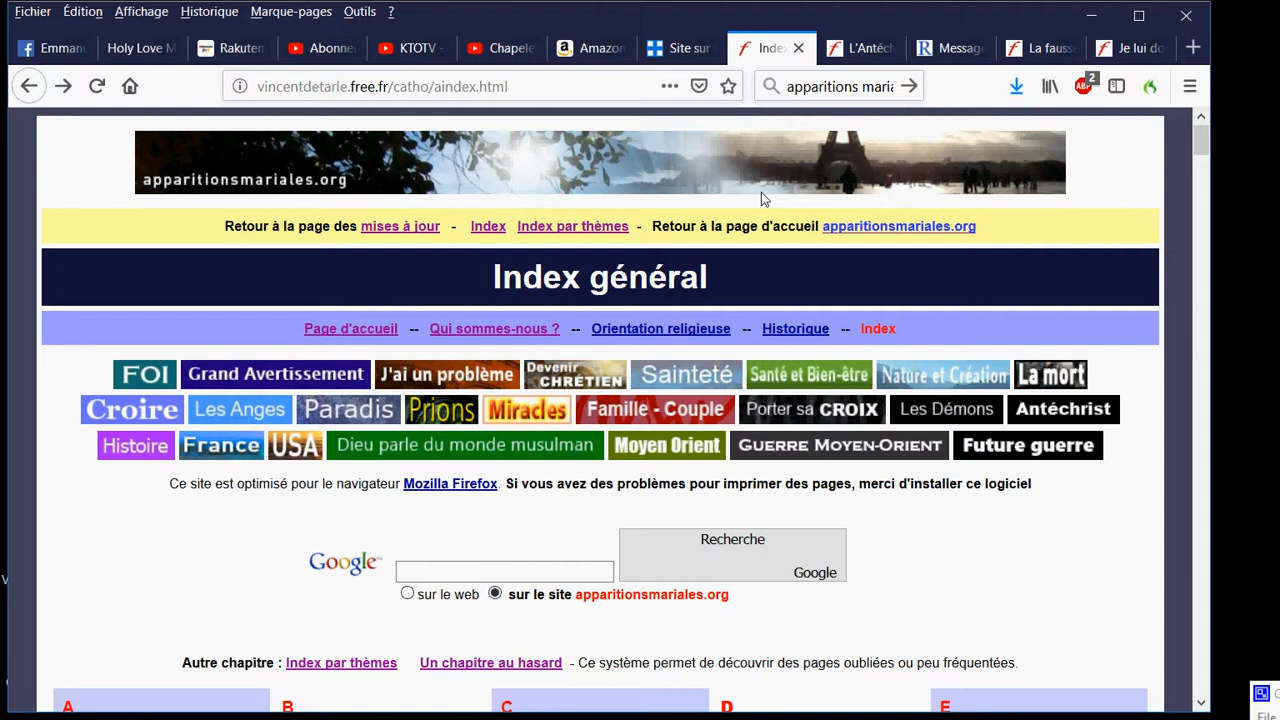 Fichier Édition Affichage Historique Marque-pages Outils ?
Emmanu Holy Love M Rakuten Abonne KTOTV - Chapele Amazon Site sur Index L'Antéch Messag La fauss Je lui do
vincentdetarle.free.fr/catho/aindex.html
apparitions maria
ABP 2
apparitionsmariales.org
Retour à la page des mises à jour - Index Index par thèmes - Retour à la page d'accueil apparitionsmariales.org
Index général
Page d'accueil -- Qui sommes-nous ? -- Orientation religieuse -- Historique -- Index
FOI Grand Avertissement J'ai un problème Devenir CHRÉTIEN Sainteté Santé et Bien-être Nature et Création La mort
Croire Les Anges Paradis Prions Miracles Famille - Couple Porter sa CROIX Les Démons Antéchrist
Histoire France USA Dieu parle du monde musulman Moyen Orient GUERRE MOYEN-ORIENT Future guerre
Ce site est optimisé pour le navigateur Mozilla Firefox. Si vous avez des problèmes pour imprimer des pages, merci d'installer ce logiciel
Google™ Recherche Google
sur le web sur le site apparitionsmariales.org
Autre chapitre : Index par thèmes Un chapitre au hasard - Ce système permet de découvrir des pages oubliées ou peu fréquentées.
A B C D E
File